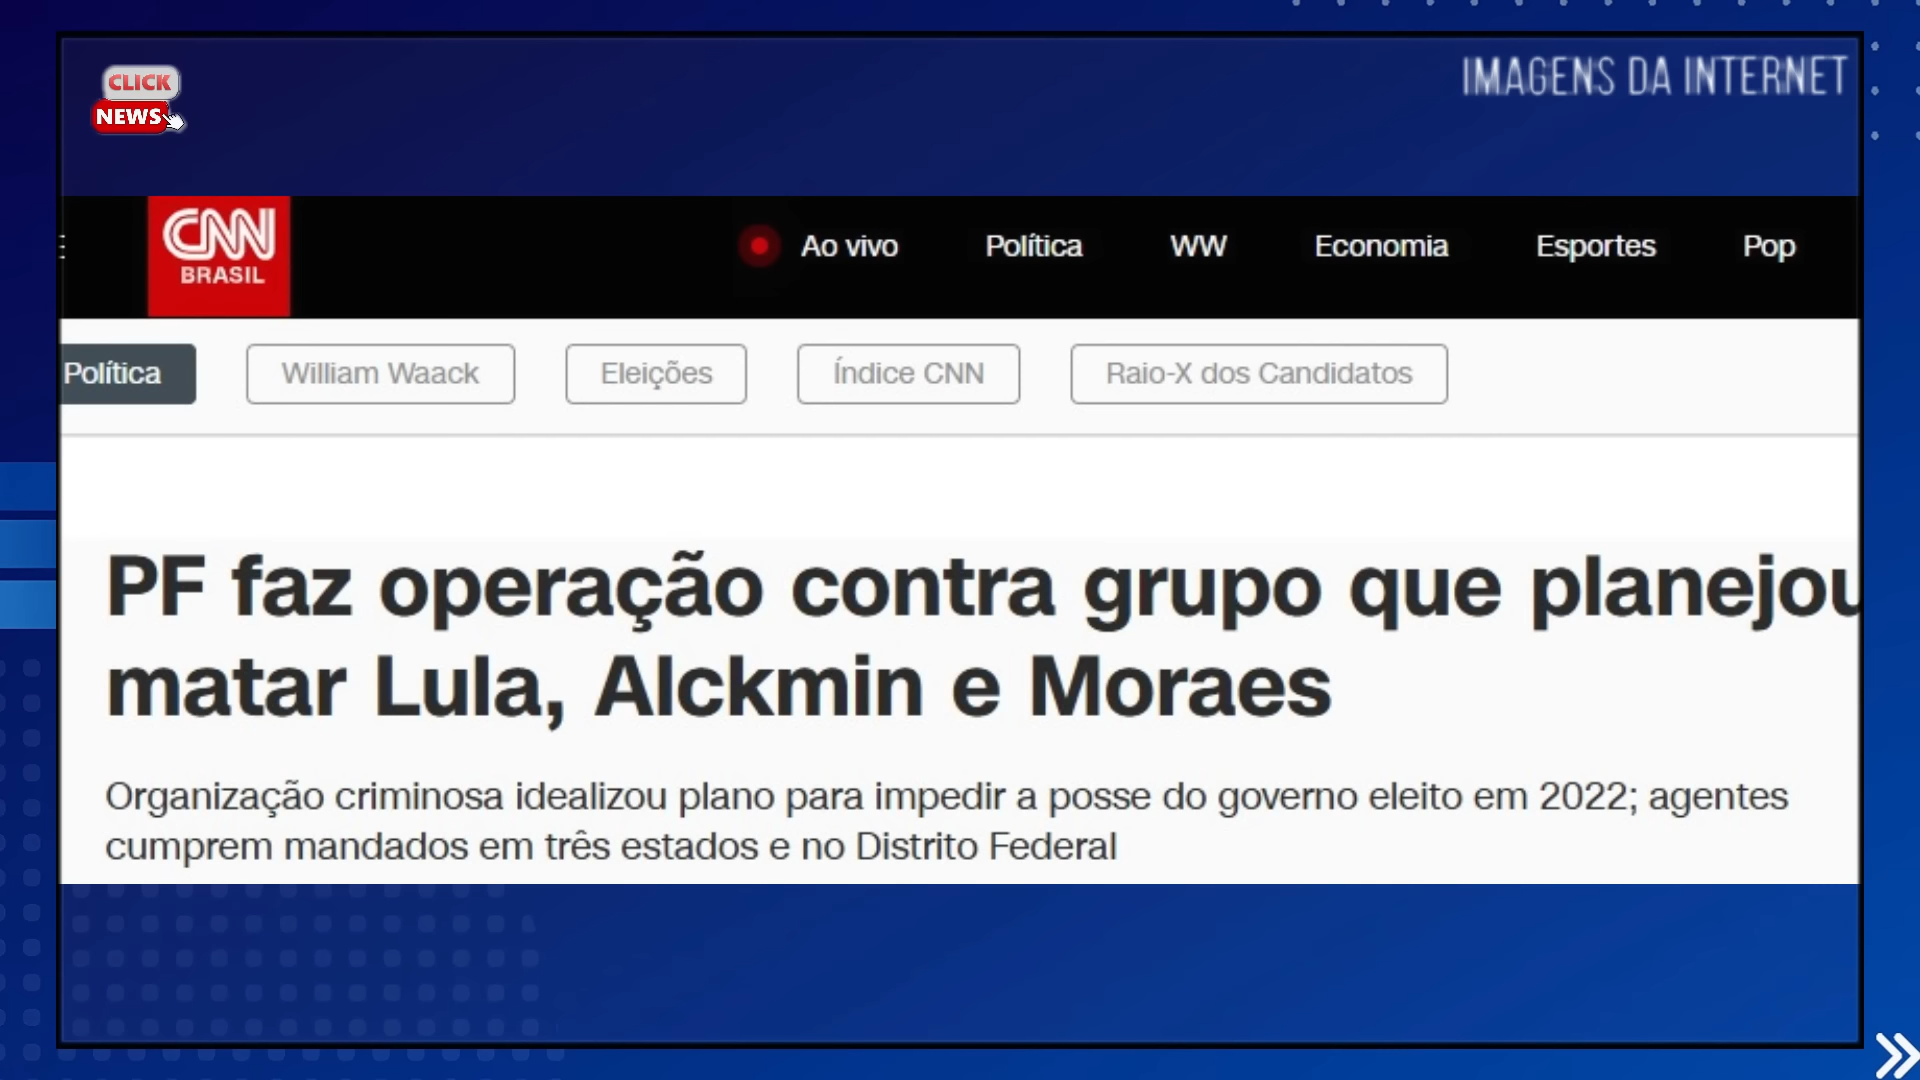 CLICK
NEWS
IMAGENS DA INTERNET
CNN
BRASIL
Ao vivo Política WW Economia Esportes Pop
Política William Waack Eleições Índice CNN Raio-X dos Candidatos
PF faz operação contra grupo que planejou
matar Lula, Alckmin e Moraes
Organização criminosa idealizou plano para impedir a posse do governo eleito em 2022; agentes
cumprem mandados em três estados e no Distrito Federal